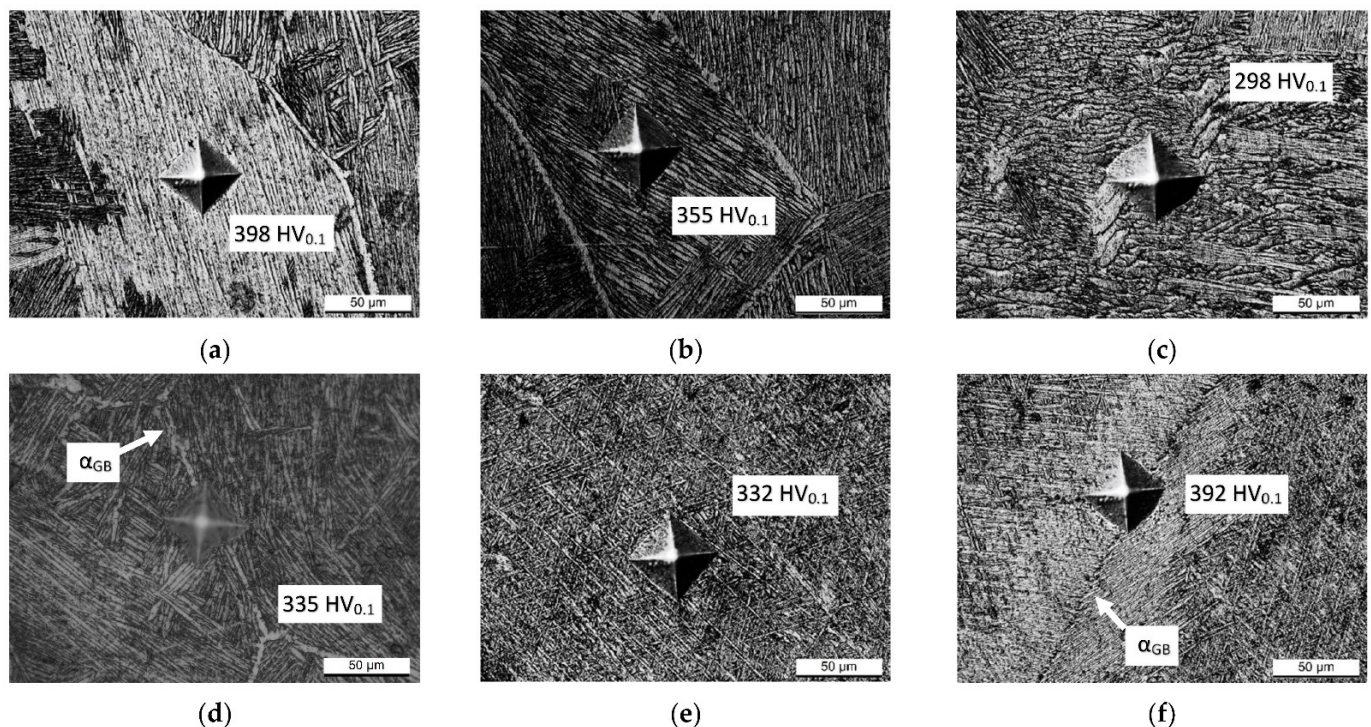 398 HV0.1
50 µm
355 HV0.1
50 µm
298 HV0.1
50 µm
(a)
(b)
(c)
αGB
335 HV0.1
50 µm
332 HV0.1
50 µm
392 HV0.1
αGB
50 µm
(d)
(e)
(f)